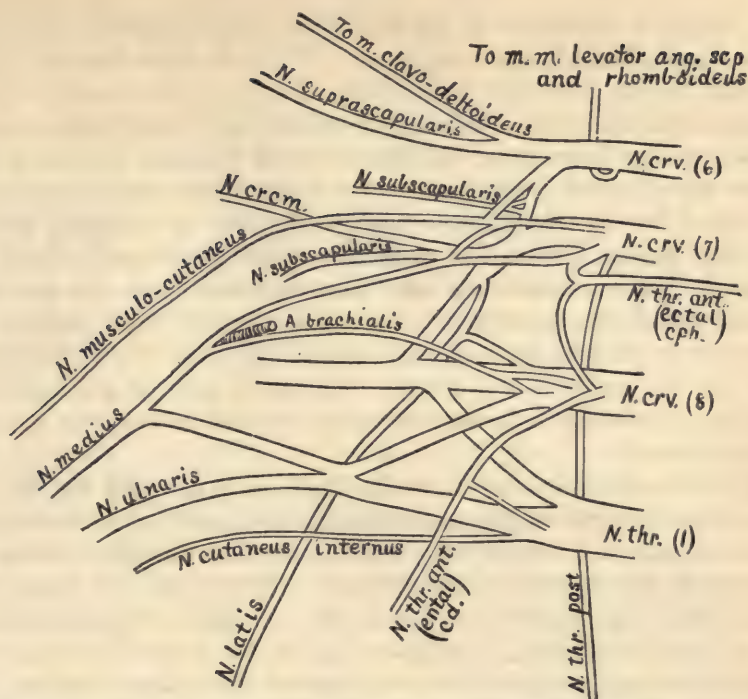 To m. clavo-deltoideus
To m. m. levator ang. scp
and rhomboideus
N. suprascapularis
N. crv. (6)
N subscapularis
N. crcm.
N. crv. (7)
N. musculo-cutaneus
N. subscapularis
N. thr. ant.
(ectal)
cph.
A brachialis
N. crv. (8)
N. medius
N. ulnaris
N. thr. (1)
N. cutaneus internus
N. latis
N. thr. ant.
(ental)
cd.
N. thr. post